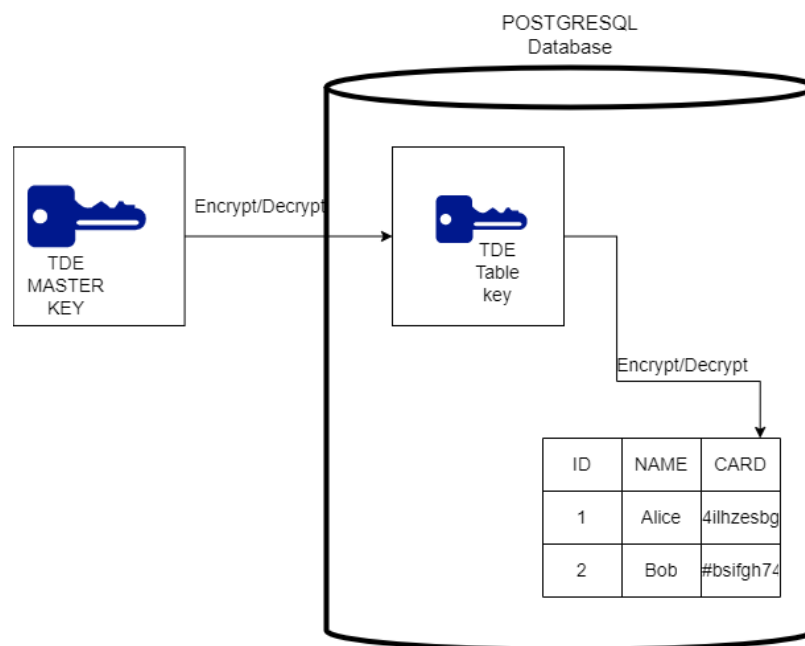 POSTGRESQL
Database
Encrypt/Decrypt
TDE
MASTER
KEY
TDE
Table
key
Encrypt/Decrypt
ID NAME CARD
1 Alice 4ilhzesbg
2 Bob #bsifgh74